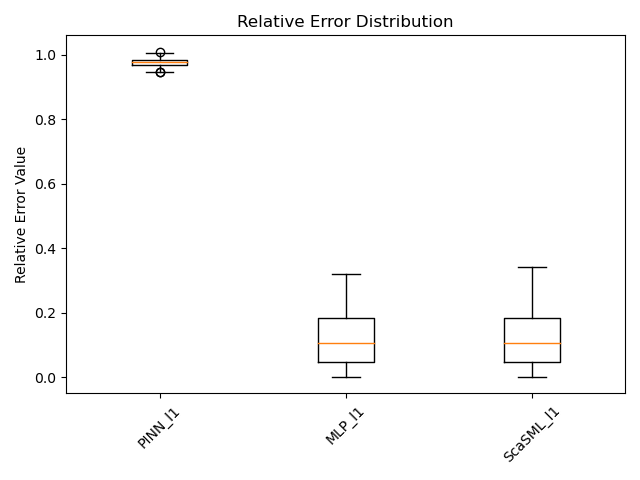 Relative Error Distribution
Relative Error Value
1.0
0.8
0.6
0.4
0.2
0.0
PINN_l1
MLP_l1
ScaSML_l1